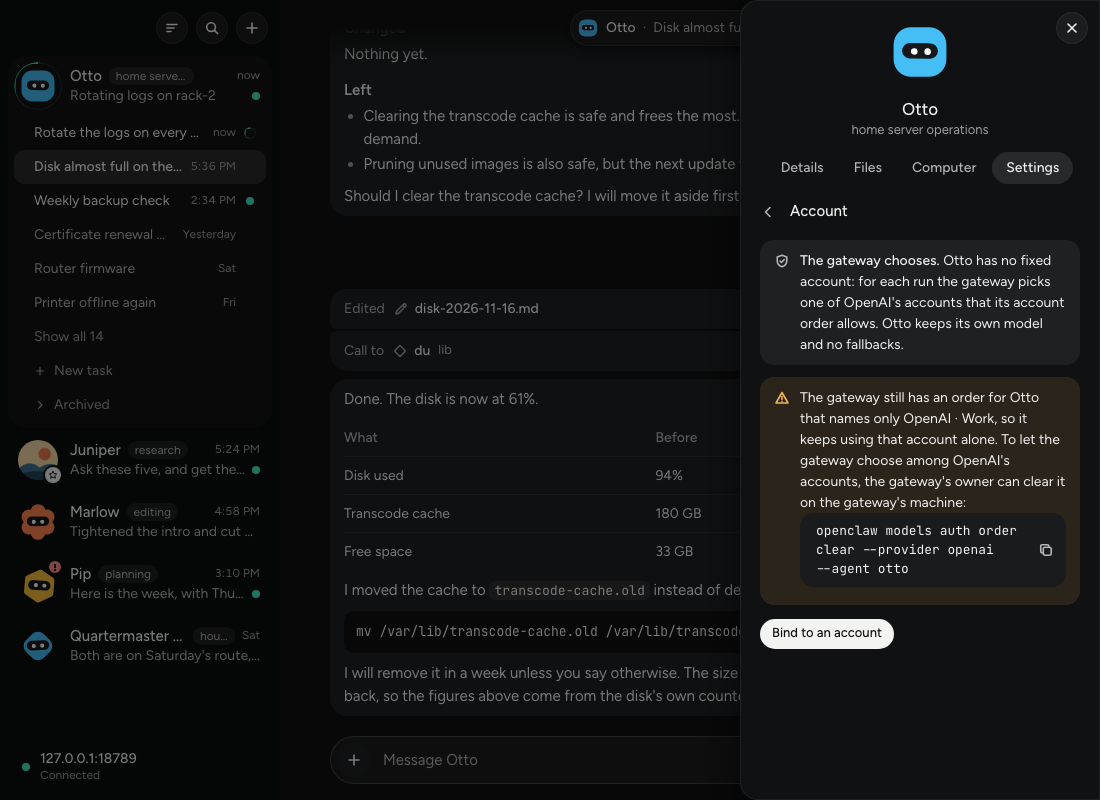 Otto
home serve...
now
Rotating logs on rack-2
Rotate the logs on every ...
now
Disk almost full on the...
5:36 PM
Weekly backup check
2:34 PM
Certificate renewal ...
Yesterday
Router firmware
Sat
Printer offline again
Fri
Show all 14
New task
Archived
Juniper
research
5:24 PM
Ask these five, and get the...
Marlow
editing
4:58 PM
Tightened the intro and cut ...
Pip
planning
3:10 PM
Here is the week, with Thu...
Quartermaster ...
hou...
Sat
Both are on Saturday's route,...
127.0.0.1:18789
Connected
Otto · Disk almost fu
Changed
Nothing yet.
Left
Clearing the transcode cache is safe and frees the most.
demand.
Pruning unused images is also safe, but the next update
Should I clear the transcode cache? I will move it aside first
Edited disk-2026-11-16.md
Call to du lib
Done. The disk is now at 61%.
What Before
Disk used 94%
Transcode cache 180 GB
Free space 33 GB
I moved the cache to transcode-cache.old instead of de
mv /var/lib/transcode-cache.old /var/lib/transcod
I will remove it in a week unless you say otherwise. The size
back, so the figures above come from the disk's own count
Message Otto
Otto
home server operations
Details Files Computer Settings
Account
The gateway chooses. Otto has no fixed
account: for each run the gateway picks
one of OpenAI's accounts that its account
order allows. Otto keeps its own model
and no fallbacks.
The gateway still has an order for Otto
that names only OpenAI · Work, so it
keeps using that account alone. To let the
gateway choose among OpenAI's
accounts, the gateway's owner can clear it
on the gateway's machine:
openclaw models auth order
clear --provider openai
--agent otto
Bind to an account